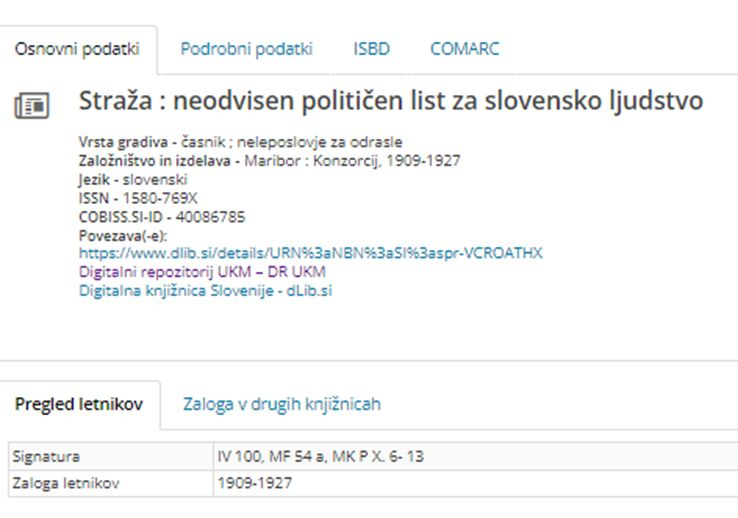 Osnovni podatki Podrobni podatki ISBD COMARC
Straža : neodvisen političen list za slovensko ljudstvo
Vrsta gradiva - časnik ; neleposlovje za odrasle
Založništvo in izdelava - Maribor : Konzorcij, 1909-1927
Jezik - slovenski
ISSN - 1580-769X
COBISS.SI-ID - 40086785
Povezava(-e):
https://www.dlib.si/details/URN%3aNBN%3aSI%3aspr-VCROATHX
Digitalni repozitorij UKM – DR UKM
Digitalna knjižnica Slovenije - dLib.si
Pregled letnikov Zaloga v drugih knjižnicah
Signatura IV 100, MF 54 a, MK P X. 6- 13
Zaloga letnikov 1909-1927